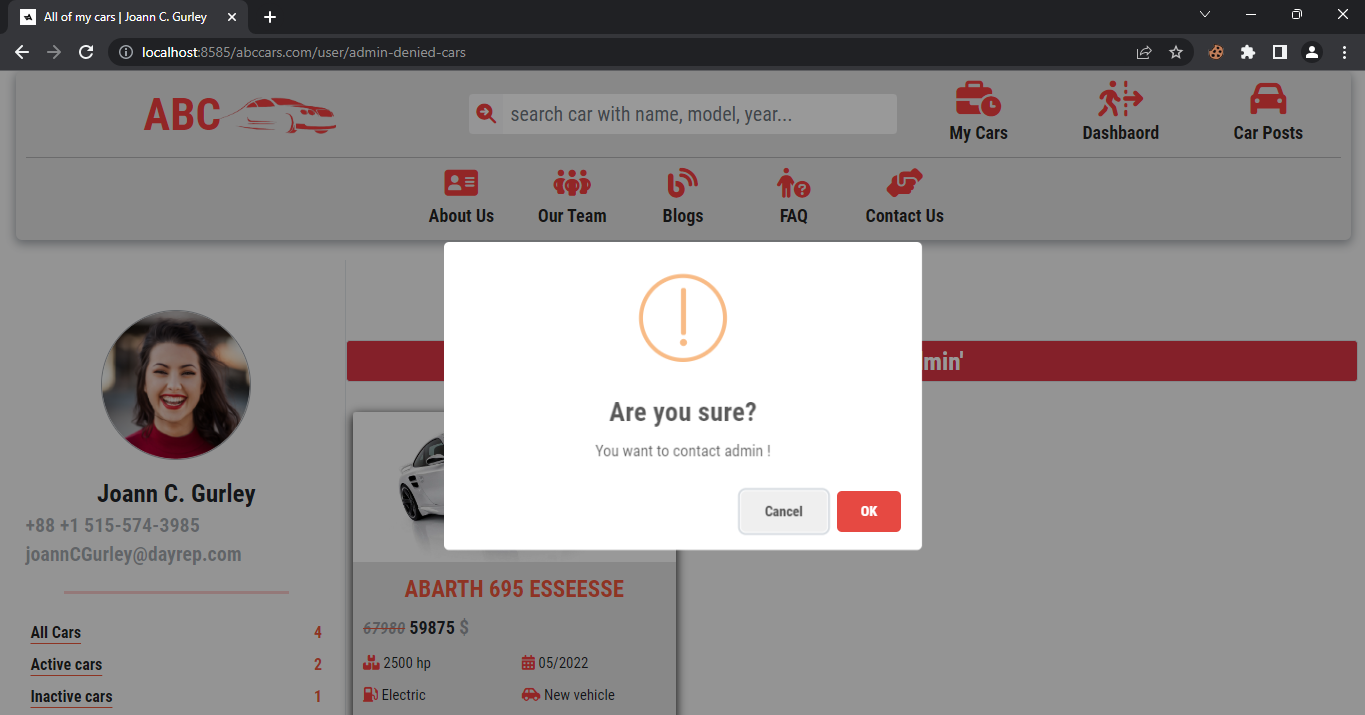 All of my cars | Joann C. Gurley
localhost:8585/abccars.com/user/admin-denied-cars
ABC
search car with name, model, year...
My Cars
Dashbaord
Car Posts
About Us
Our Team
Blogs
FAQ
Contact Us
min'
Are you sure?
You want to contact admin !
Cancel
OK
Joann C. Gurley
+88 +1 515-574-3985
joannCGurley@dayrep.com
All Cars 4
Active cars 2
Inactive cars 1
ABARTH 695 ESSEESSE
67980 59875 $
2500 hp
05/2022
Electric
New vehicle